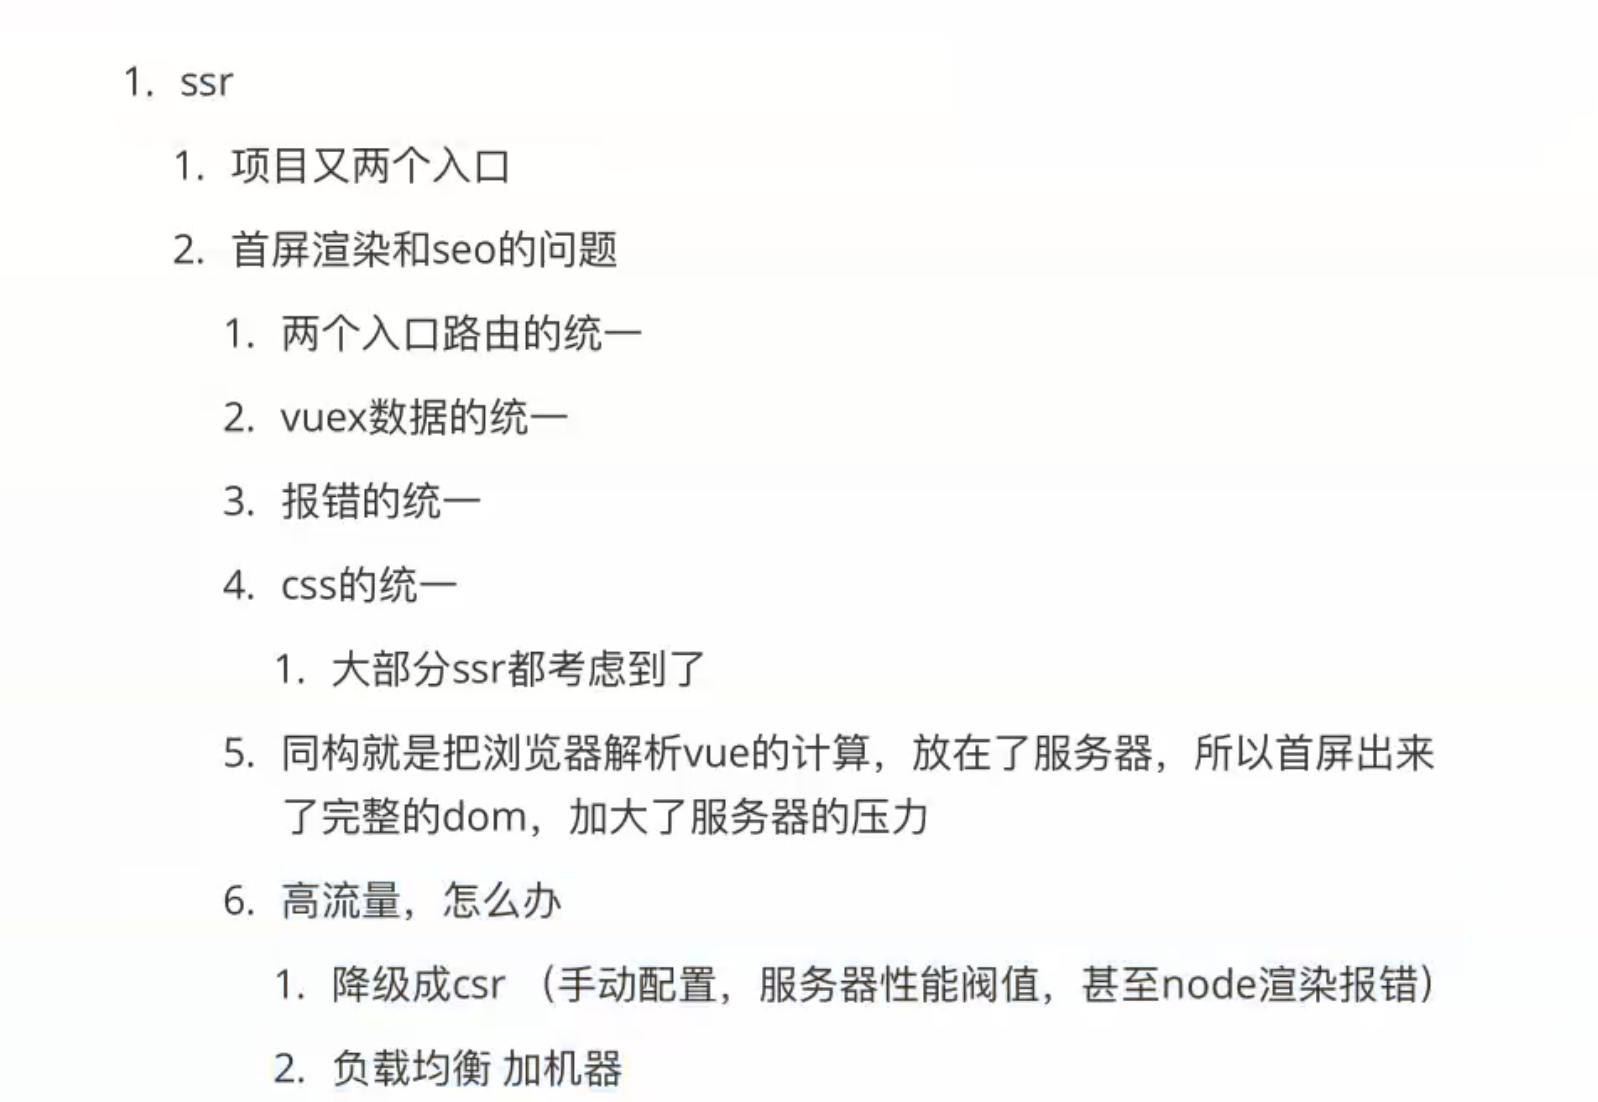 1. ssr
1. 项目又两个入口
2. 首屏渲染和seo的问题
1. 两个入口路由的统一
2. vuex数据的统一
3. 报错的统一
4. css的统一
1. 大部分ssr都考虑到了
5. 同构就是把浏览器解析vue的计算，放在了服务器，所以首屏出来
了完整的dom，加大了服务器的压力
6. 高流量，怎么办
1. 降级成csr （手动配置，服务器性能阀值，甚至node渲染报错）
2. 负载均衡 加机器